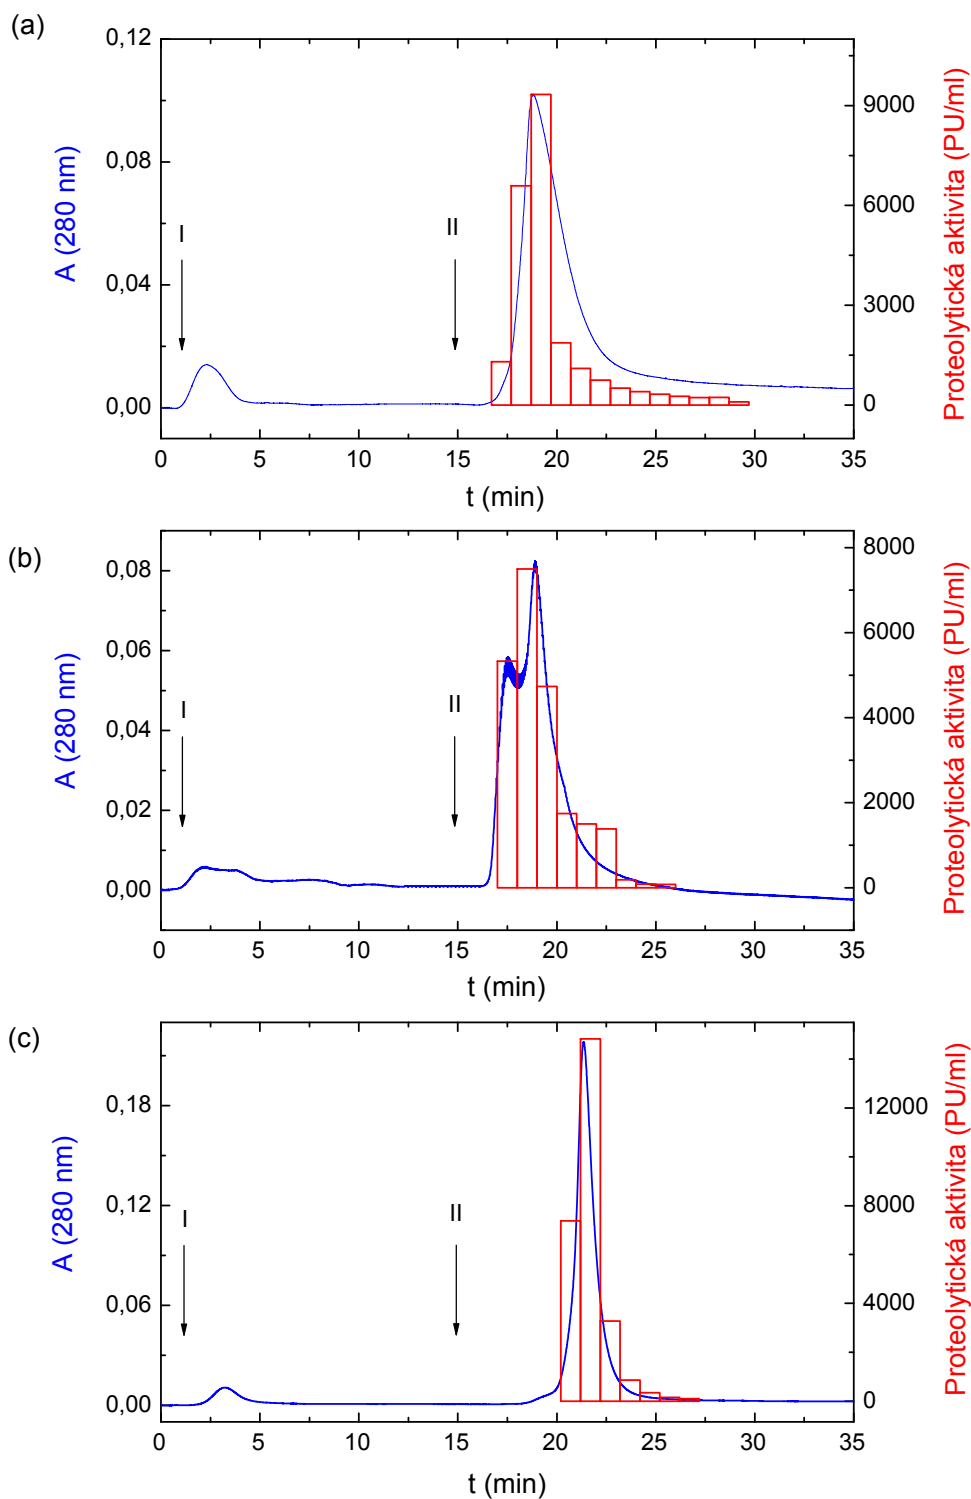 (a)
0,12
0,08
0,04
0,00
A (280 nm)
I
II
9000
6000
3000
0
Proteolytická aktivita (PU/ml)
0 5 10 15 20 25 30 35
t (min)
(b)
0,08
0,06
0,04
0,02
0,00
A (280 nm)
I
II
8000
6000
4000
2000
0
Proteolytická aktivita (PU/ml)
0 5 10 15 20 25 30 35
t (min)
(c)
0,18
0,12
0,06
0,00
A (280 nm)
I
II
12000
8000
4000
0
Proteolytická aktivita (PU/ml)
0 5 10 15 20 25 30 35
t (min)